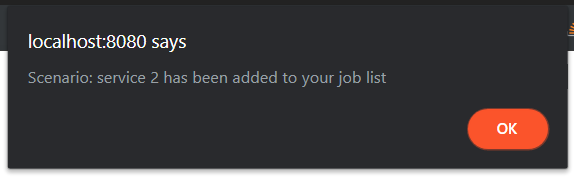 localhost:8080 says
Scenario: service 2 has been added to your job list
OK